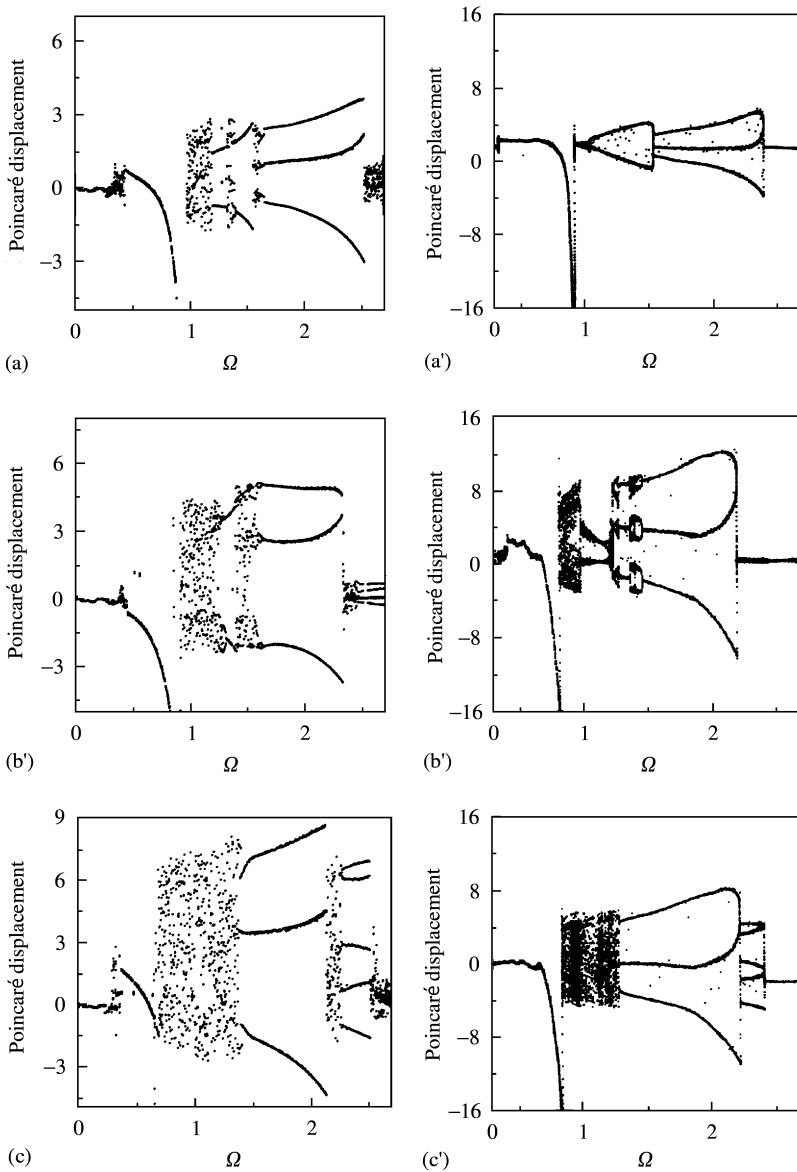 6
3
0
−3
Poincaré displacement
0
1
2
(a)
Ω
16
8
0
−8
−16
Poincaré displacement
0
1
2
(a')
Ω
6
3
0
−3
Poincaré displacement
0
1
2
(b')
Ω
16
8
0
−8
−16
Poincaré displacement
0
1
2
(b')
Ω
9
6
3
0
−3
Poincaré displacement
0
1
2
(c)
Ω
16
8
0
−8
−16
Poincaré displacement
0
1
2
(c')
Ω